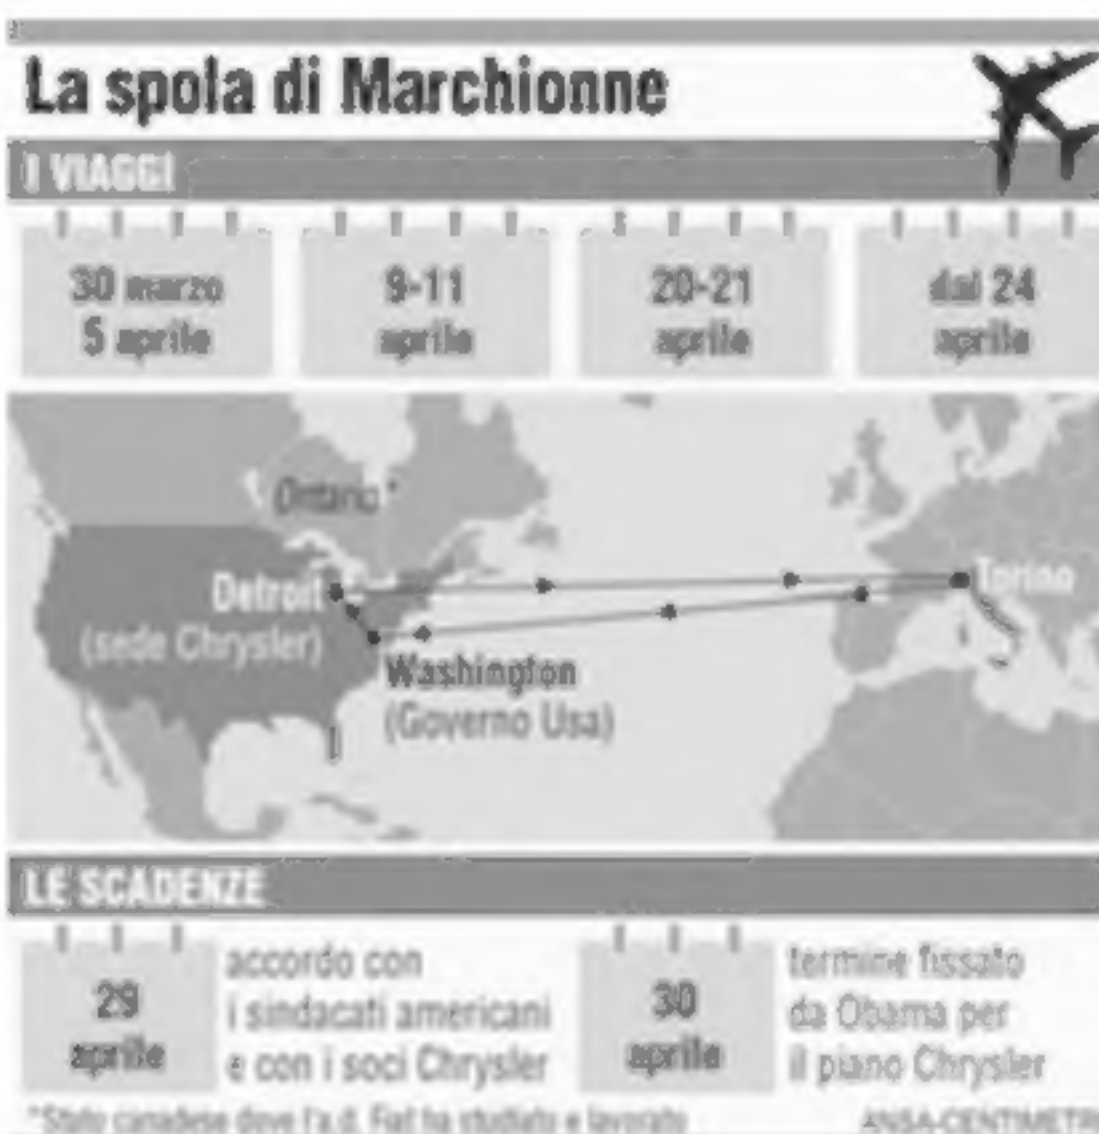 La spola di Marchionne
I VIAGGI
30 marzo
5 aprile
9-11
aprile
20-21
aprile
dal 24
aprile
Ontario*
Detroit
(sede Chrysler)
Torino
Washington
(Governo Usa)
LE SCADENZE
29
aprile
accordo con
i sindacati americani
e con i soci Chrysler
30
aprile
termine fissato
da Obama per
il piano Chrysler
*Stato canadese dove l'a.d. Fiat ha studiato e lavorato
ANSA-CENTIMETRI